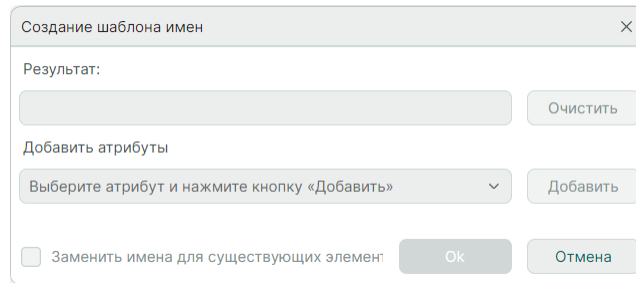 Создание шаблона имен
Результат:
Очистить
Добавить атрибуты
Выберите атрибут и нажмите кнопку «Добавить»
Добавить
Заменить имена для существующих элемент
Ok
Отмена